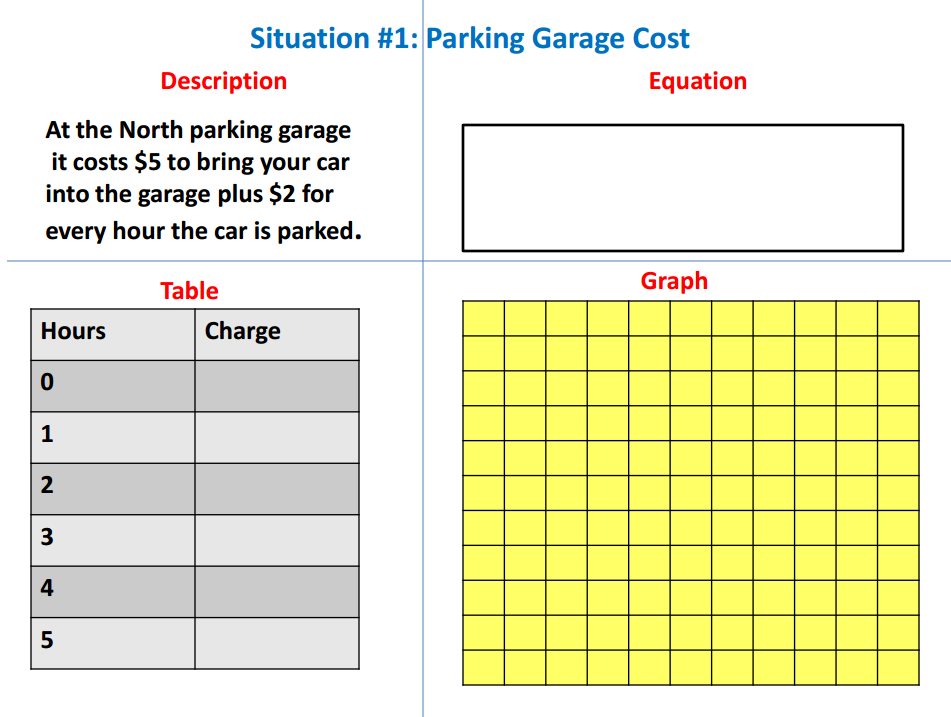 Situation #1: Parking Garage Cost
Description
At the North parking garage
it costs $5 to bring your car
into the garage plus $2 for
every hour the car is parked.
Equation
Table
Hours Charge
0
1
2
3
4
5
Graph